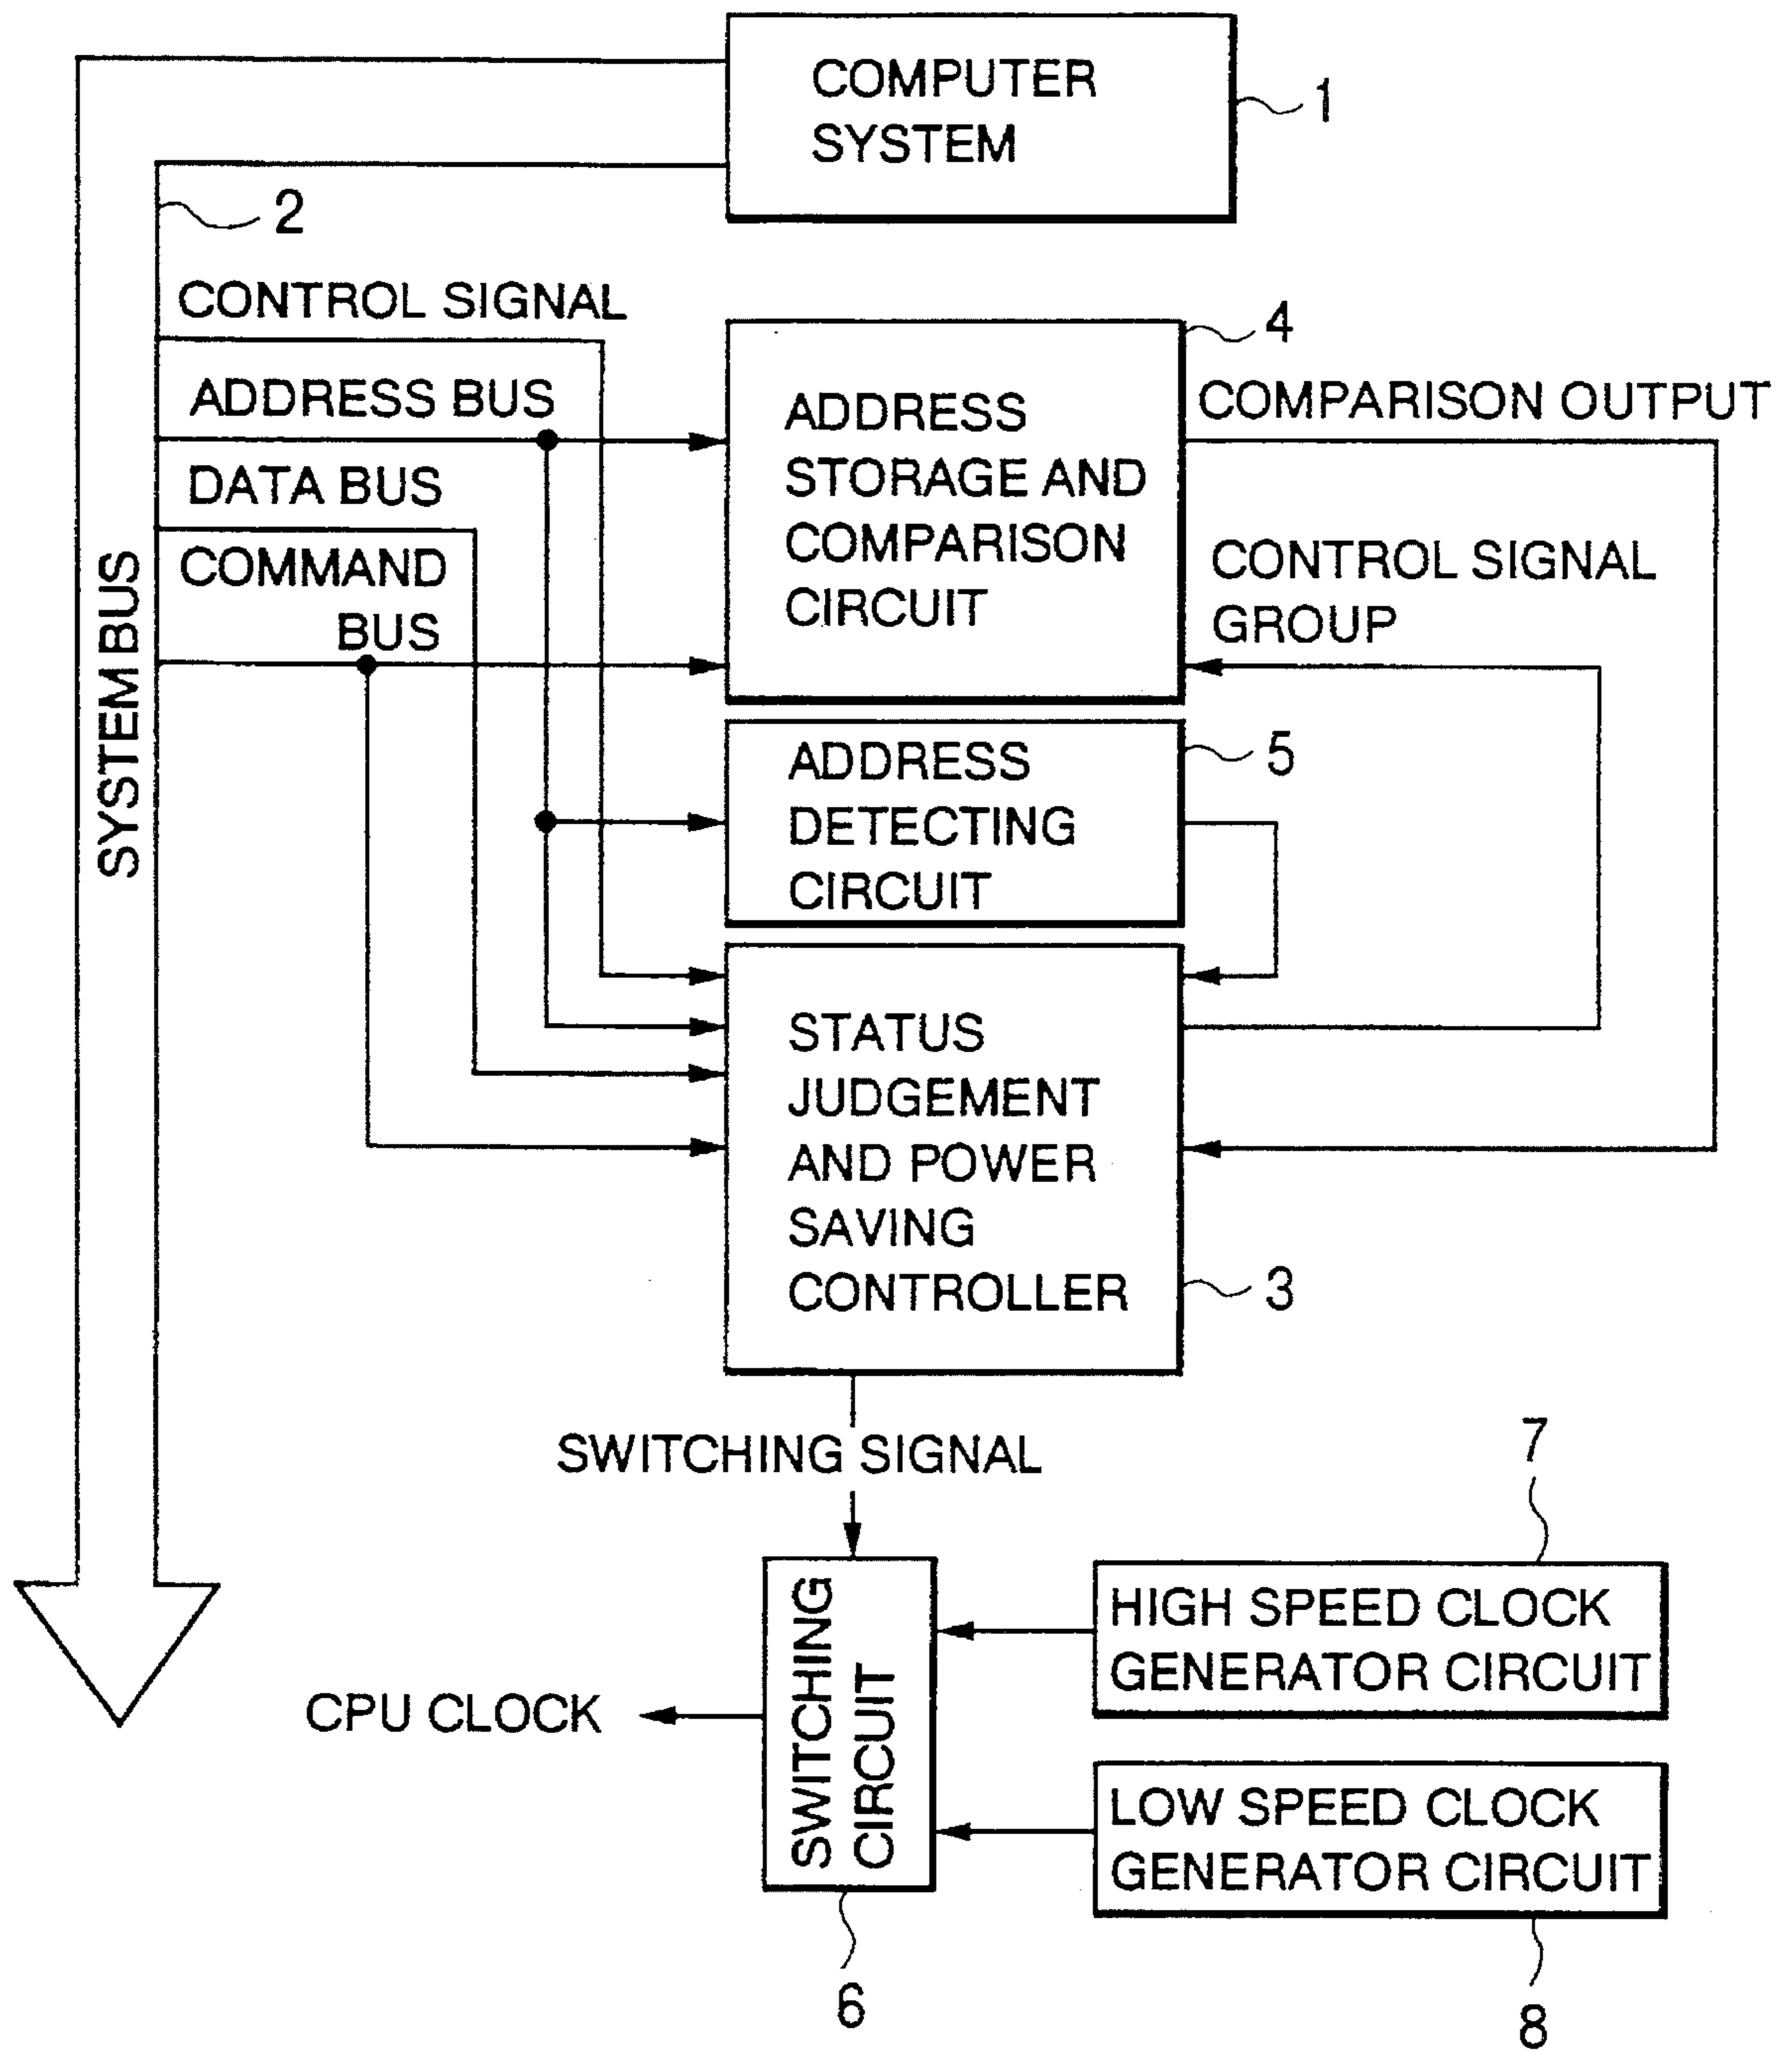 COMPUTER
SYSTEM
1
2
CONTROL SIGNAL
ADDRESS BUS
DATA BUS
COMMAND
BUS
SYSTEM BUS
4
ADDRESS
STORAGE AND
COMPARISON
CIRCUIT
COMPARISON OUTPUT
CONTROL SIGNAL
GROUP
5
ADDRESS
DETECTING
CIRCUIT
STATUS
JUDGEMENT
AND POWER
SAVING
CONTROLLER
3
SWITCHING SIGNAL
7
SWITCHING
CIRCUIT
HIGH SPEED CLOCK
GENERATOR CIRCUIT
CPU CLOCK
LOW SPEED CLOCK
GENERATOR CIRCUIT
6
8